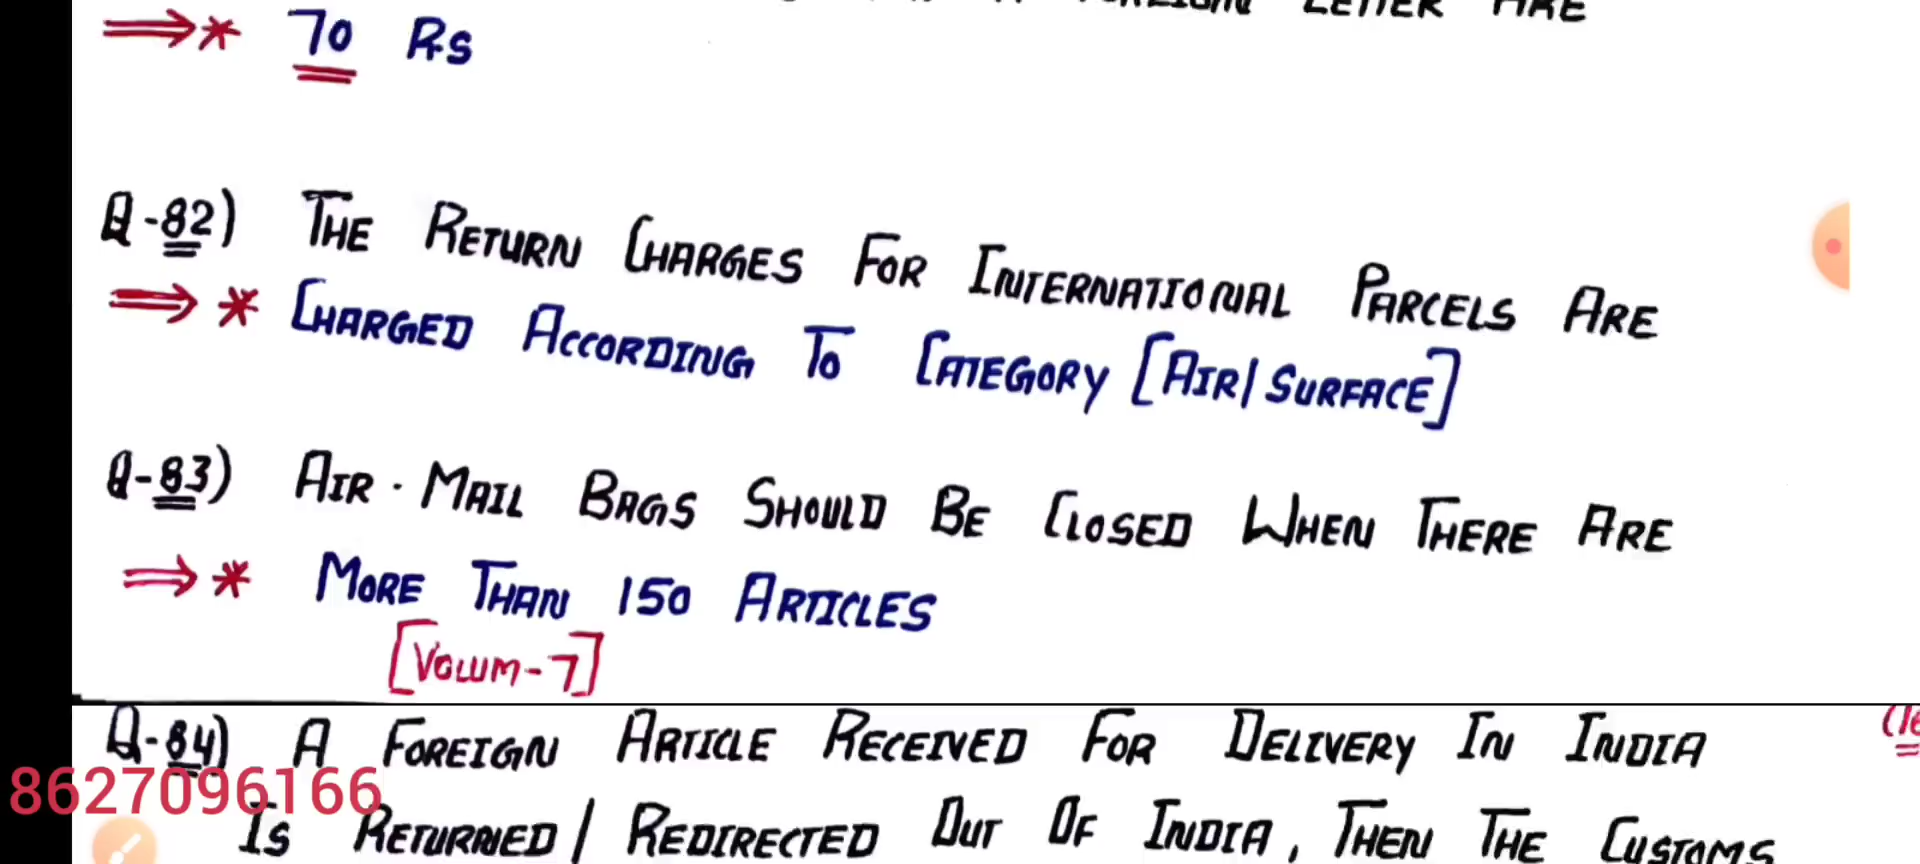 LETTER ARE
⇒* 70 Rs
Q-82) THE RETURN CHARGES FOR INTERNATIONAL PARCELS ARE
⇒* CHARGED ACCORDING TO CATEGORY [AIR/SURFACE]
Q-83) AIR-MAIL BAGS SHOULD BE CLOSED WHEN THERE ARE
⇒* MORE THAN 150 ARTICLES
[VOLUM-7]
Q-84) A FOREIGN ARTICLE RECEIVED FOR DELIVERY IN INDIA
8627096166
IS RETURNED/ REDIRECTED OUT OF INDIA, THEN THE CUSTOMS